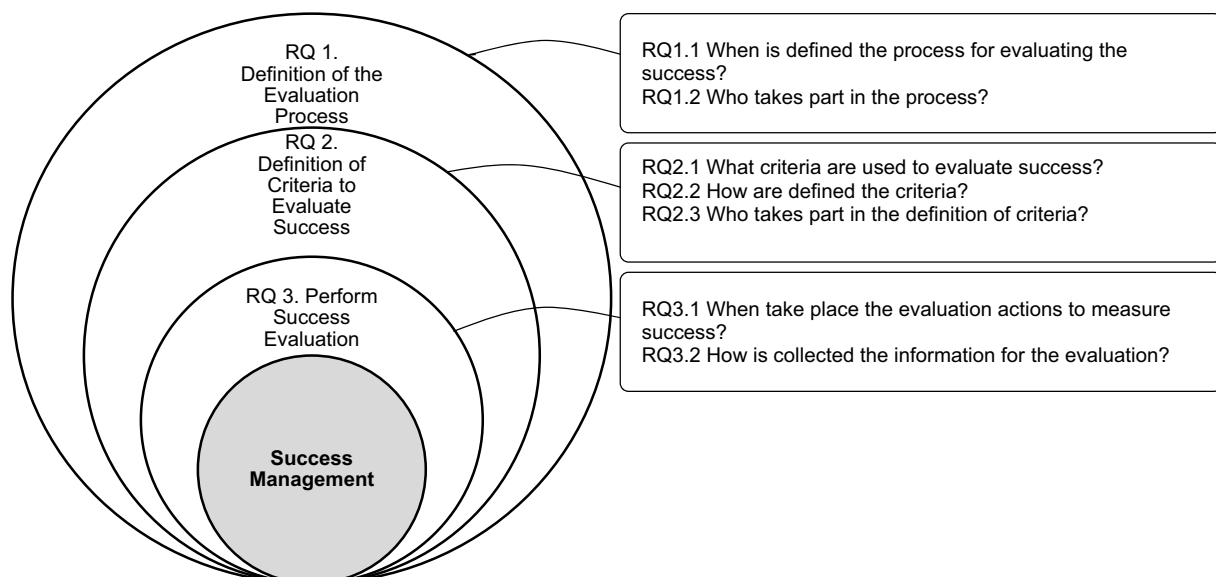 RQ 1.
Definition of the
Evaluation
Process
RQ 2.
Definition of
Criteria to
Evaluate
Success
RQ 3. Perform
Success
Evaluation
Success
Management
RQ1.1 When is defined the process for evaluating the
success?
RQ1.2 Who takes part in the process?
RQ2.1 What criteria are used to evaluate success?
RQ2.2 How are defined the criteria?
RQ2.3 Who takes part in the definition of criteria?
RQ3.1 When take place the evaluation actions to measure
success?
RQ3.2 How is collected the information for the evaluation?